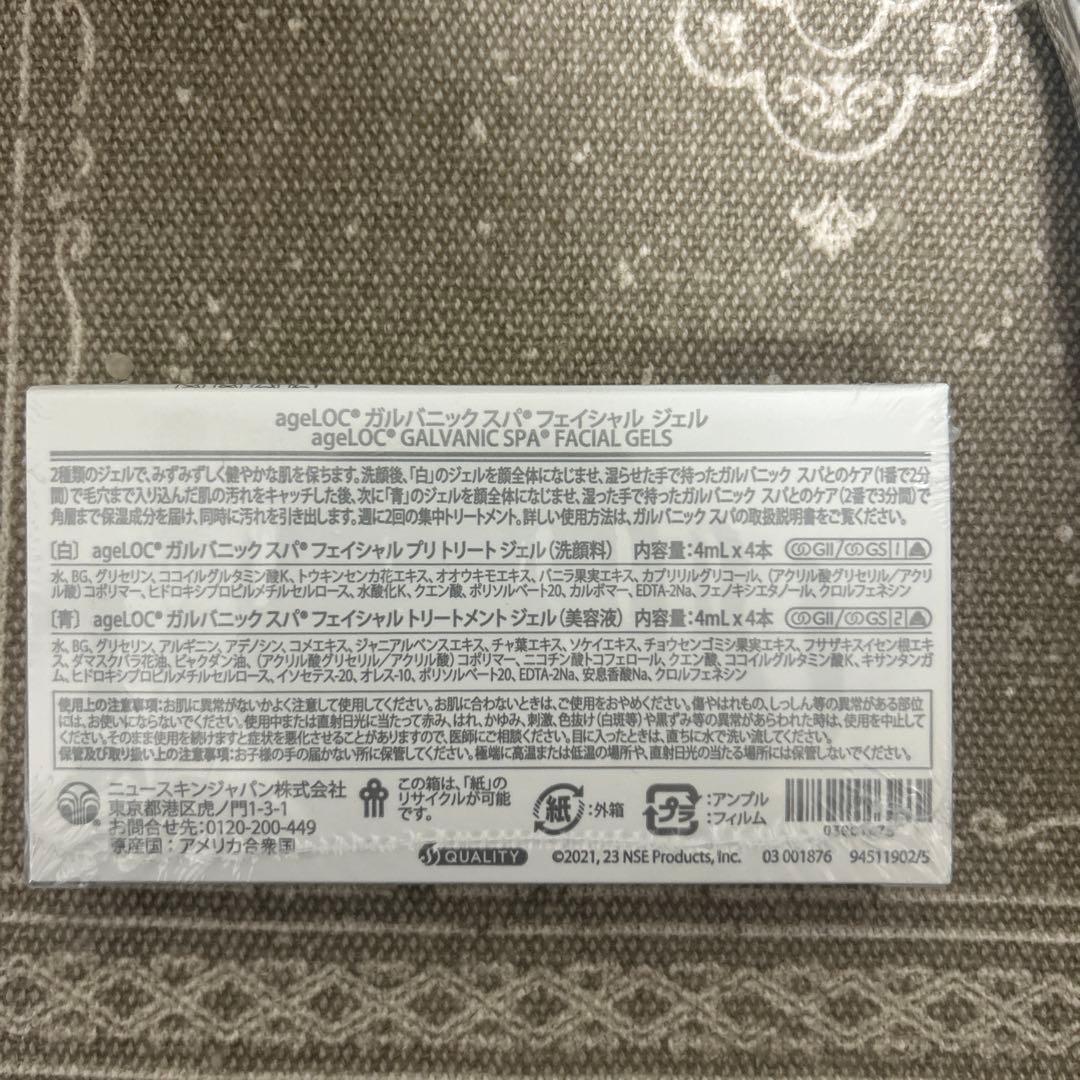 ageLOC® ガルバニック スパ® フェイシャル ジェル
ageLOC® GALVANIC SPA® FACIAL GELS
2種類のジェルで、みずみずしく健やかな肌を保ちます。洗顔後、「白」のジェルを顔全体になじませ、湿らせた手で持ったガルバニック スパとのケア（1番で2分
間）で毛穴まで入り込んだ肌の汚れをキャッチした後、次に「青」のジェルを顔全体になじませ、湿った手で持ったガルバニック スパとのケア（2番で3分間）で
角層まで保湿成分を届け、同時に汚れを引き出します。週に2回の集中トリートメント。詳しい使用方法は、ガルバニック スパの取扱説明書をご覧ください。
［白］ ageLOC® ガルバニック スパ® フェイシャル プリ トリート ジェル（洗顔料） 内容量：4mL x 4本 GII/GS 1
水、BG、グリセリン、ココイルグルタミン酸K、トウキンセンカ花エキス、オオウキモエキス、バニラ果実エキス、カプリリルグリコール、（アクリル酸グリセリル/アクリ
ル酸）コポリマー、ヒドロキシプロピルメチルセルロース、水酸化K、クエン酸、ポリソルベート20、カルボマー、EDTA-2Na、フェノキシエタノール、クロルフェネシン
［青］ ageLOC® ガルバニック スパ® フェイシャル トリートメント ジェル（美容液） 内容量：4mL x 4本 GII/GS 2
水、BG、グリセリン、アルギニン、アデノシン、コメエキス、ジャニアルベンスエキス、チャ葉エキス、ソケイエキス、チョウセンゴミシ果実エキス、フサザキスイセン根エキ
ス、ダマスクバラ花油、ビャクダン油、（アクリル酸グリセリル/アクリル酸）コポリマー、ニコチン酸トコフェロール、クエン酸、ココイルグルタミン酸K、キサンタンガ
ム、ヒドロキシプロピルメチルセルロース、イソセテス-20、オレス-10、ポリソルベート20、EDTA-2Na、安息香酸Na、クロルフェネシン
使用上の注意事項：お肌に異常がないかよく注意して使用してください。お肌に合わないときは、ご使用をおやめください。傷やはれもの、しっしん等の異常がある部位
には、お使いにならないでください。使用中または直射日光に当たって赤み、はれ、かゆみ、刺激、色抜け（白斑等）や黒ずみ等の異常があらわれた時は、使用を中止して
ください。そのまま使用を続けますと症状を悪化させることがありますので、医師にご相談ください。目に入ったときは、直ちに水で洗い流してください。
保管及び取り扱い上の注意事項：お子様の手の届かない所に保管してください。極端に高温または低温の場所や、直射日光の当たる場所には保管しないでください。
ニュースキンジャパン株式会社
東京都港区虎ノ門1-3-1
お問合せ先：0120-200-449
原産国：アメリカ合衆国
この箱は、「紙」の
リサイクルが可能
です。
紙 ：外箱
プラ ：アンプル
：フィルム
QUALITY ©2021, 23 NSE Products, Inc. 03 001876 94511902/5